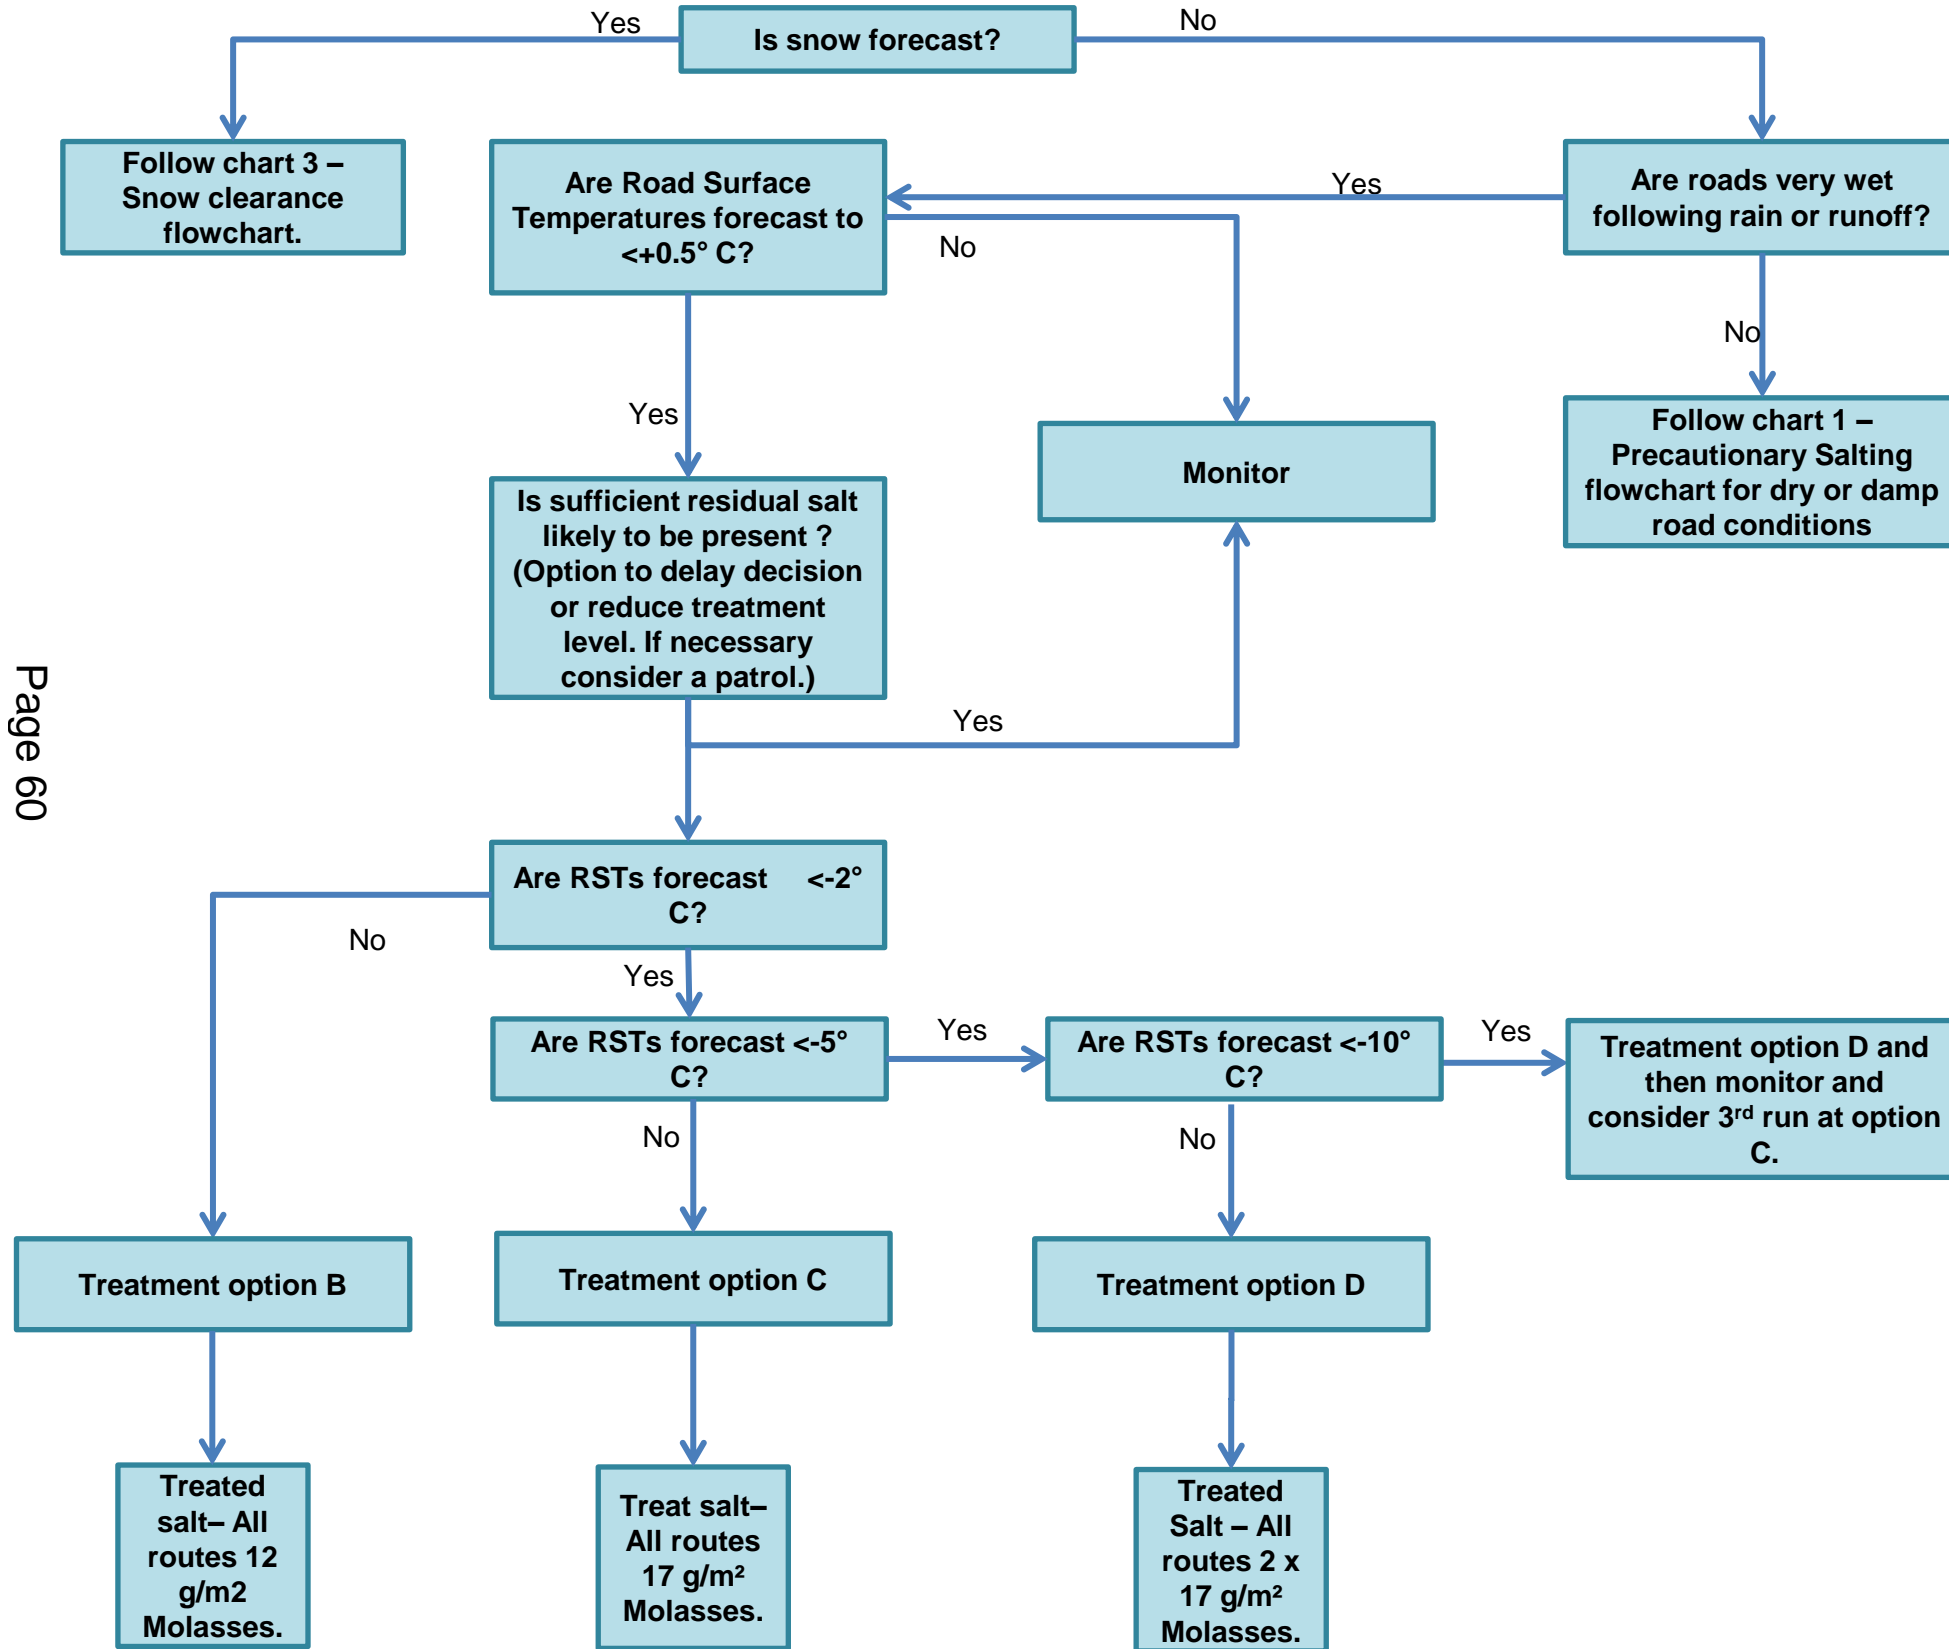 Yes
Is snow forecast?
No
Follow chart 3 –
Snow clearance
flowchart.
Are Road Surface
Temperatures forecast to
<+0.5° C?
Yes
Are roads very wet
following rain or runoff?
No
No
Yes
Monitor
Follow chart 1 –
Precautionary Salting
flowchart for dry or damp
road conditions
Is sufficient residual salt
likely to be present ?
(Option to delay decision
or reduce treatment
level. If necessary
consider a patrol.)
Yes
Page 60
Are RSTs forecast <-2°
C?
No
Yes
Are RSTs forecast <-5°
C?
Yes
Are RSTs forecast <-10°
C?
Yes
Treatment option D and
then monitor and
consider 3rd run at option
C.
No
No
Treatment option B
Treatment option C
Treatment option D
Treated
salt– All
routes 12
g/m2
Molasses.
Treat salt–
All routes
17 g/m²
Molasses.
Treated
Salt – All
routes 2 x
17 g/m²
Molasses.